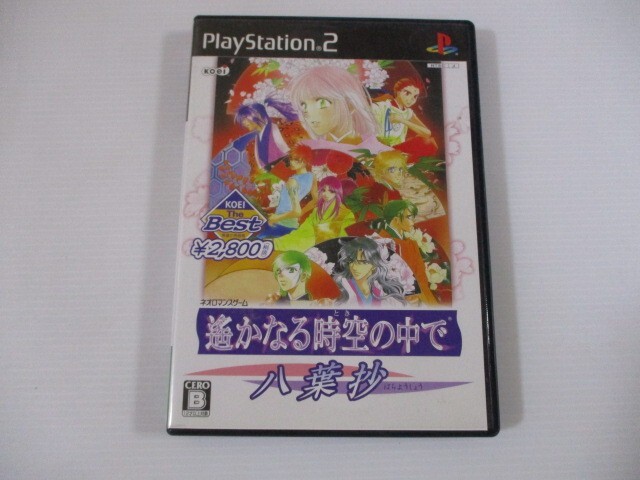 PlayStation®2
KOEI
KOEI
The
Best
¥2,800
ネオロマンスゲーム
遙かなる時空の中で
とき
八葉抄
はちようしょう
CERO
B